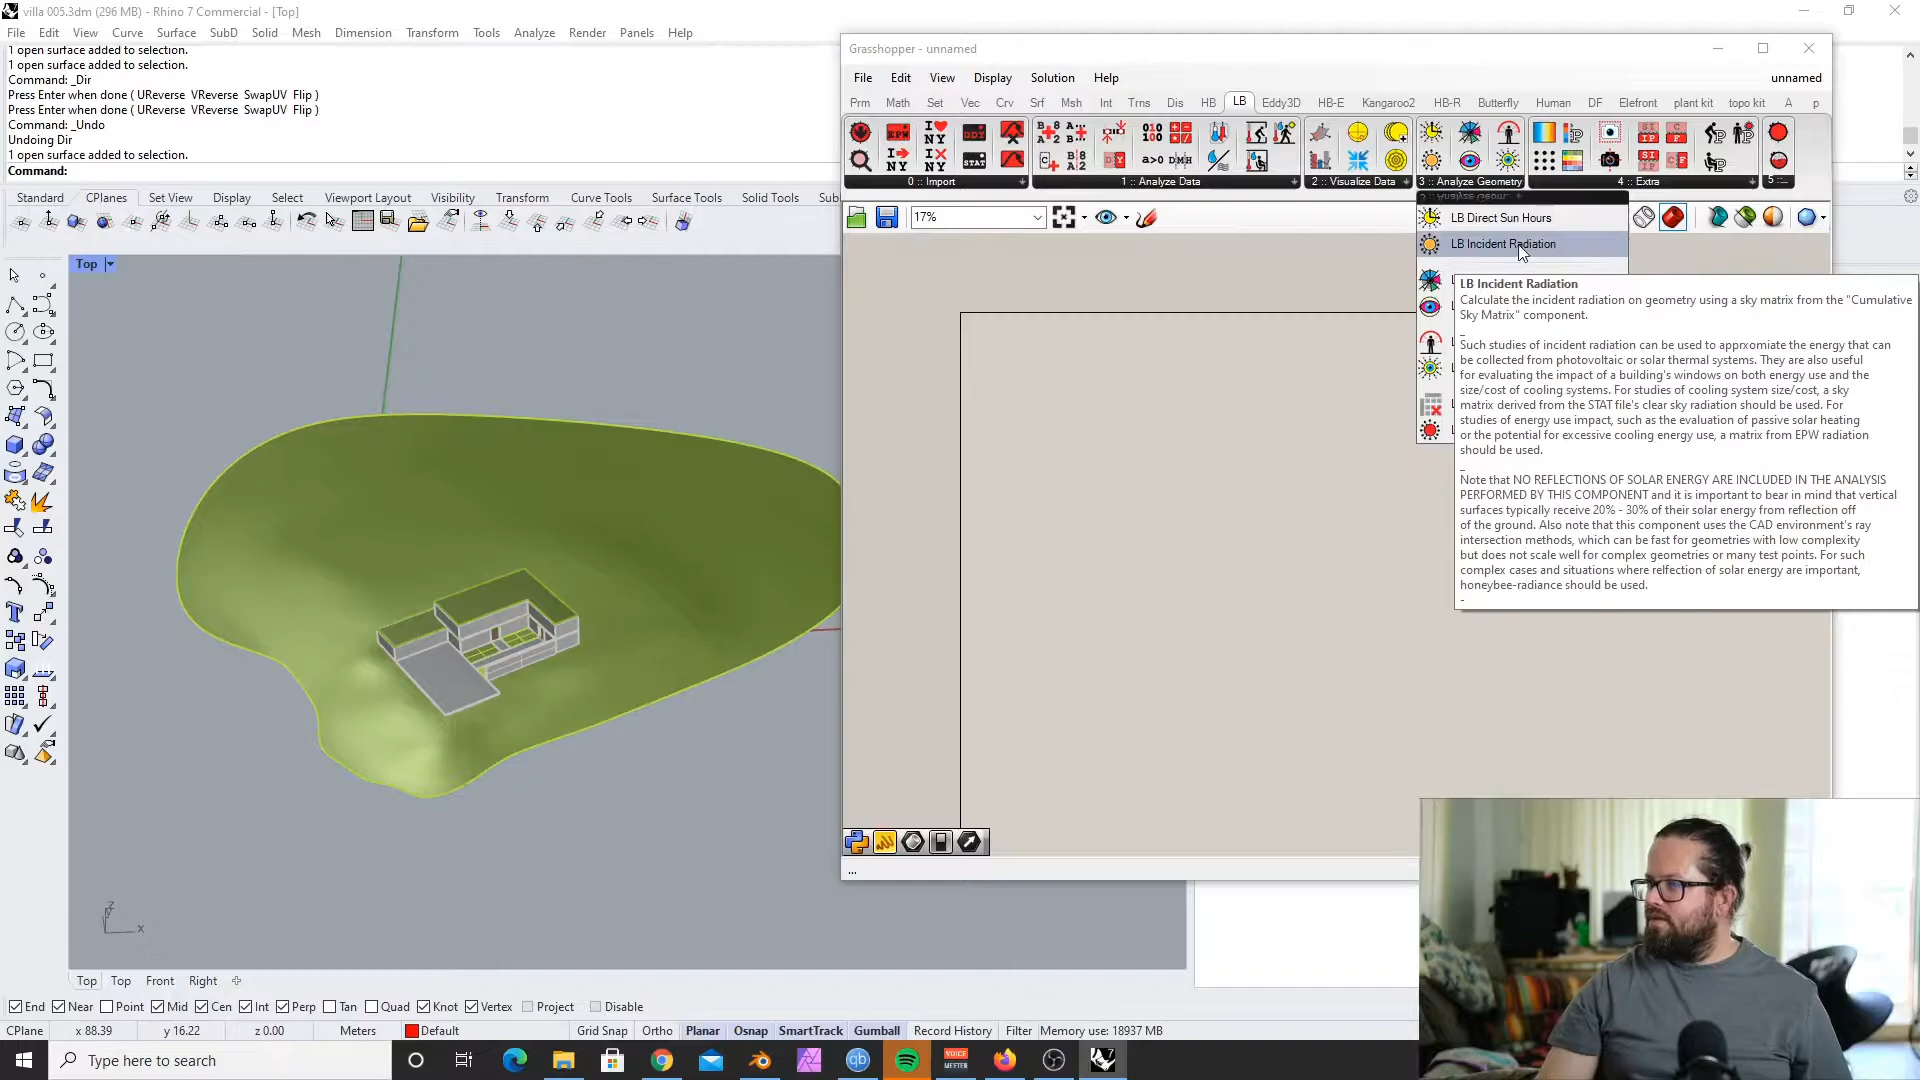 villa 005.3dm (296 MB) - Rhino 7 Commercial - [Top]
File Edit View Curve Surface SubD Solid Mesh Dimension Transform Tools Analyze Render Panels Help
1 open surface added to selection.
1 open surface added to selection.
Command: _Dir
Press Enter when done ( UReverse VReverse SwapUV Flip )
Press Enter when done ( UReverse VReverse SwapUV Flip )
Command: _Undo
Undoing Dir
1 open surface added to selection.
Command:
Standard CPlanes Set View Display Select Viewport Layout Visibility Transform Curve Tools Surface Tools Solid Tools Sub
Top
Grasshopper - unnamed
File Edit View Display Solution Help unnamed
Prm Math Set Vec Crv Srf Msh Int Trns Dis HB LB Eddy3D HB-E Kangaroo2 HB-R Butterfly Human DF Elefront plant kit topo kit A p
0 :: Import 1 :: Analyze Data 2 :: Visualize Data 3 :: Analyze Geometry 4 :: Extra 5 ::
17%
LB Direct Sun Hours
LB Incident Radiation
LB Incident Radiation
Calculate the incident radiation on geometry using a sky matrix from the "Cumulative
Sky Matrix" component.
_
Such studies of incident radiation can be used to apprxomiate the energy that can
be collected from photovoltaic or solar thermal systems. They are also useful
for evaluating the impact of a building's windows on both energy use and the
size/cost of cooling systems. For studies of cooling system size/cost, a sky
matrix derived from the STAT file's clear sky radiation should be used. For
studies of energy use impact, such as the evaluation of passive solar heating
or the potential for excessive cooling energy use, a matrix from EPW radiation
should be used.
_
Note that NO REFLECTIONS OF SOLAR ENERGY ARE INCLUDED IN THE ANALYSIS
PERFORMED BY THIS COMPONENT and it is important to bear in mind that vertical
surfaces typically receive 20% - 30% of their solar energy from reflection off
of the ground. Also note that this component uses the CAD environment's ray
intersection methods, which can be fast for geometries with low complexity
but does not scale well for complex geometries or many test points. For such
complex cases and situations where relfection of solar energy are important,
honeybee-radiance should be used.
-
...
z
x
Top Top Front Right
End Near Point Mid Cen Int Perp Tan Quad Knot Vertex Project Disable
CPlane x 88.39 y 16.22 z 0.00 Meters Default Grid Snap Ortho Planar Osnap SmartTrack Gumball Record History Filter Memory use: 18937 MB
Type here to search